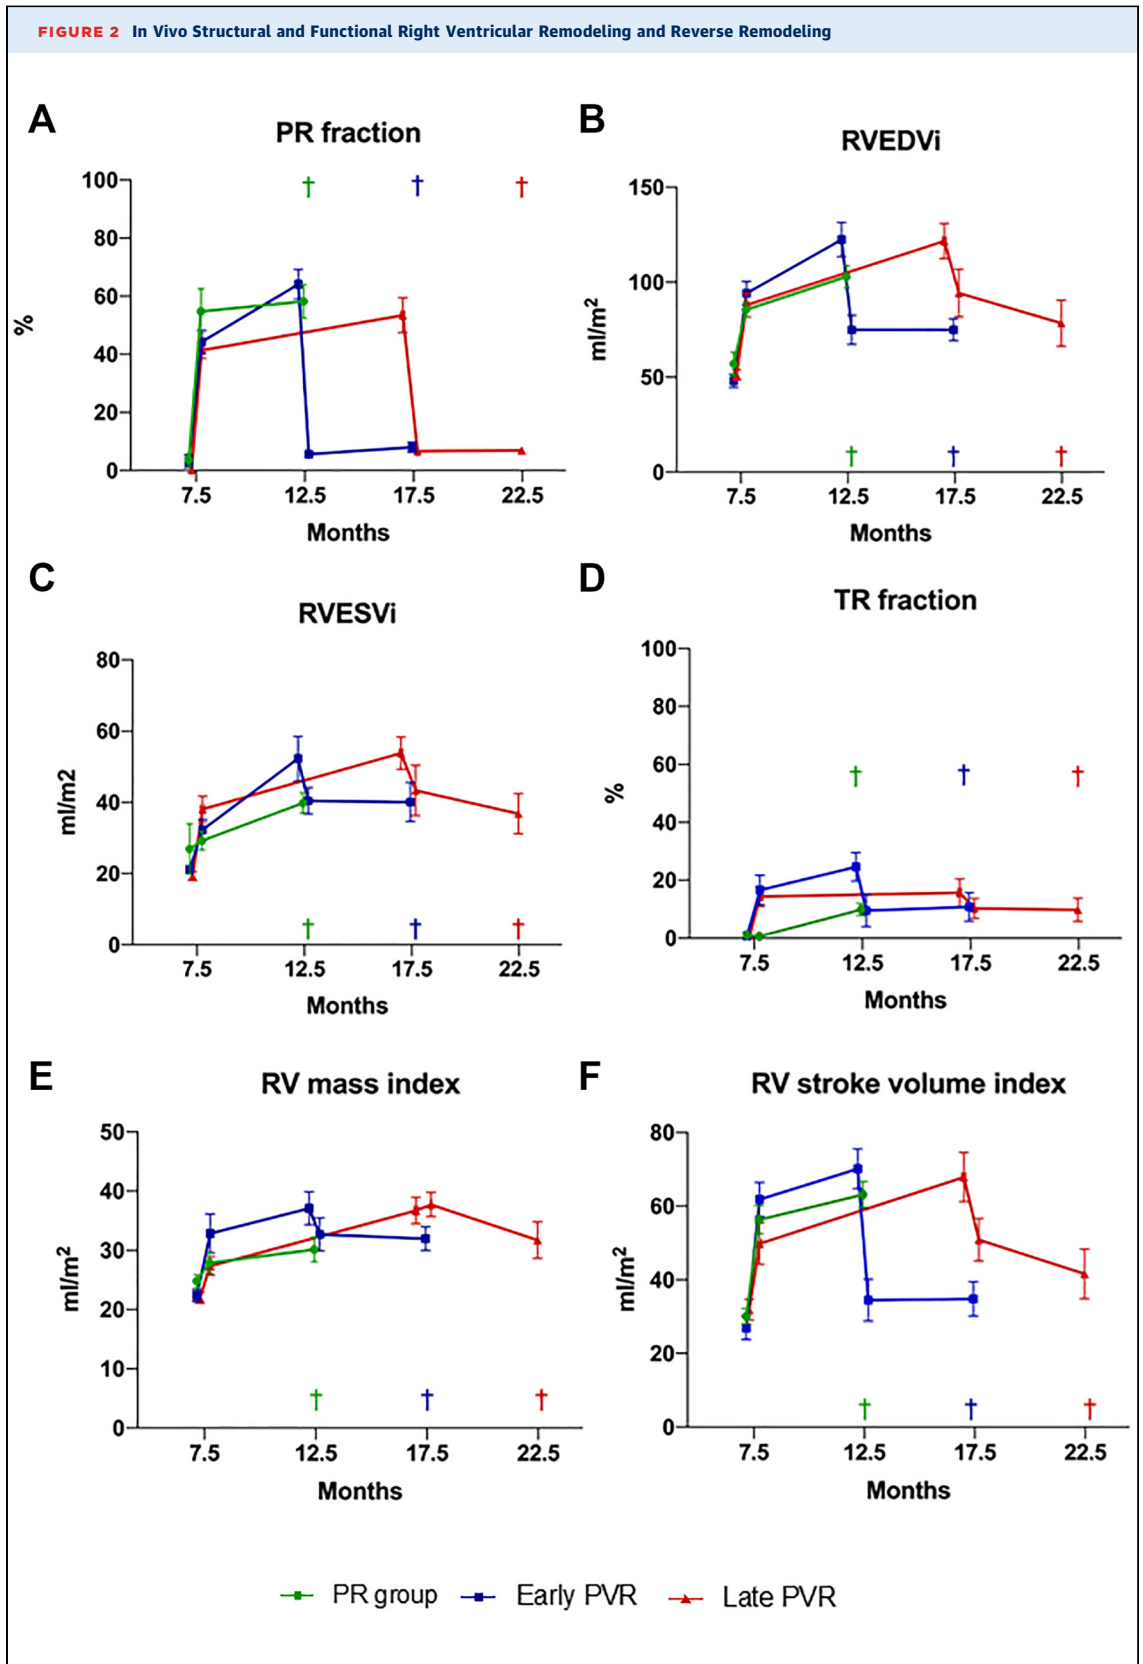 FIGURE 2 In Vivo Structural and Functional Right Ventricular Remodeling and Reverse Remodeling
A
PR fraction
100
80
60
40
20
0
%
† † †
7.5 12.5 17.5 22.5
Months
B
RVEDVi
150
100
50
0
ml/m²
† † †
7.5 12.5 17.5 22.5
Months
C
RVESVi
80
60
40
20
0
ml/m2
† † †
7.5 12.5 17.5 22.5
Months
D
TR fraction
100
80
60
40
20
0
%
† † †
7.5 12.5 17.5 22.5
Months
E
RV mass index
50
40
30
20
10
0
ml/m²
† † †
7.5 12.5 17.5 22.5
Months
F
RV stroke volume index
80
60
40
20
0
ml/m²
† † †
7.5 12.5 17.5 22.5
Months
PR group Early PVR Late PVR